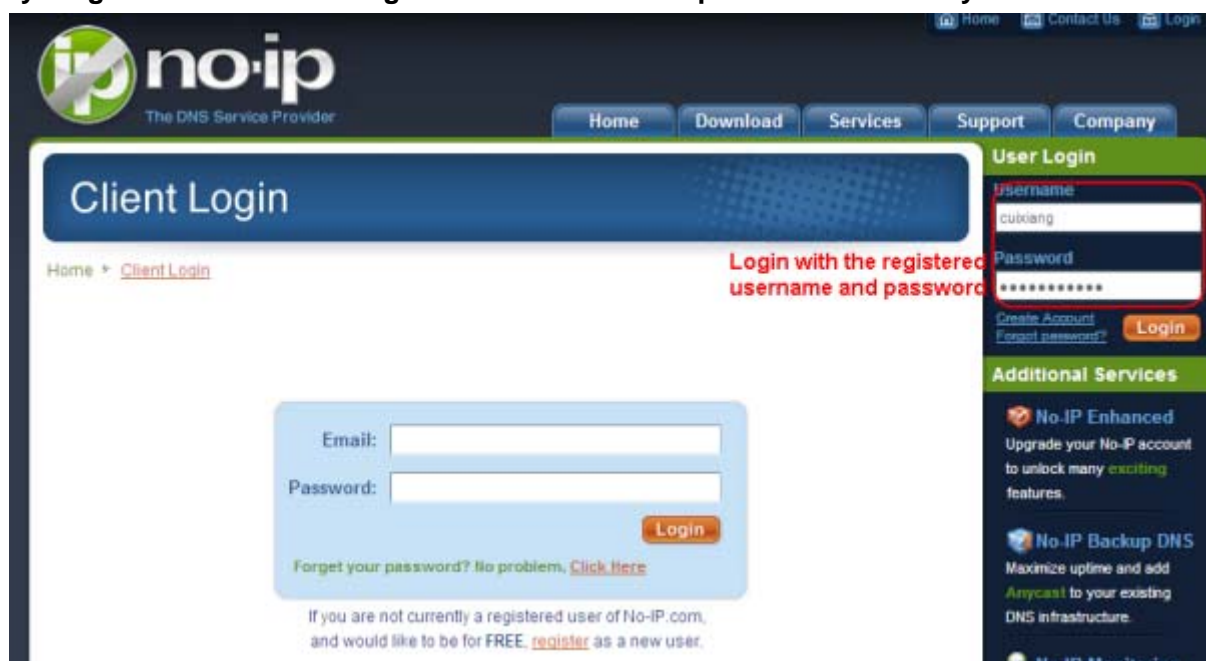 Home Contact Us Login
ip no·ip
The DNS Service Provider
Home Download Services Support Company
Client Login
User Login
Username
cuixiang
Home Client Login
Login with the registered
username and password
Password
Create Account
Forgot password?
Login
Additional Services
Email:
Password:
Login
Forget your password? No problem, Click Here
If you are not currently a registered user of No-IP.com,
and would like to be for FREE, register as a new user.
No-IP Enhanced
Upgrade your No-IP account
to unlock many exciting
features.
No-IP Backup DNS
Maximize uptime and add
Anycast to your existing
DNS infrastructure.